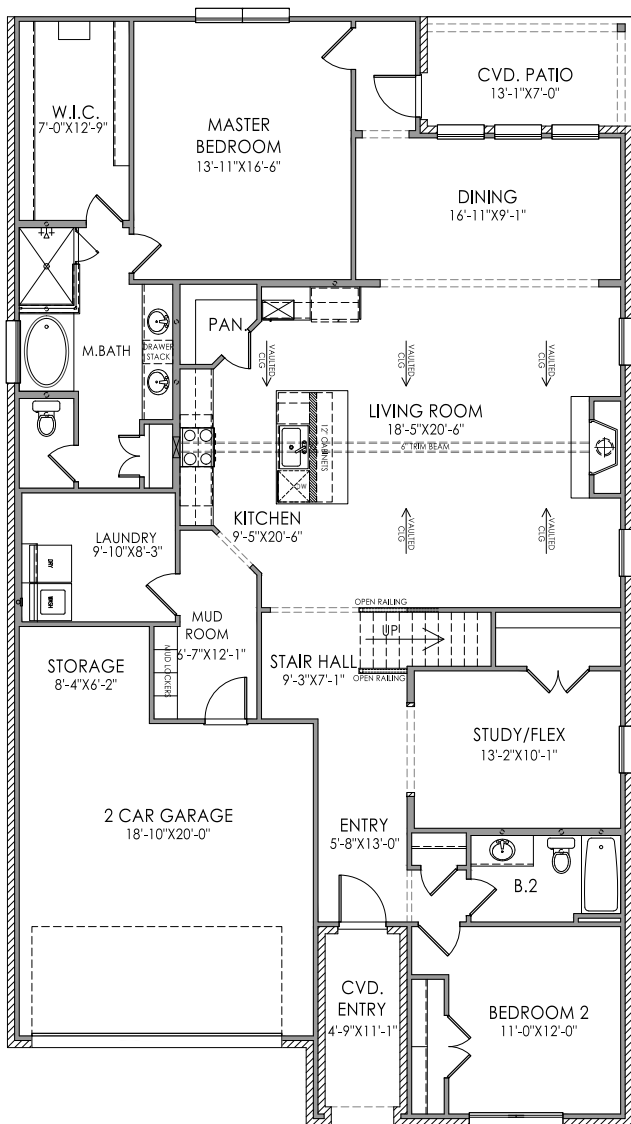 W.I.C.
7'-0"X12'-9"
MASTER
BEDROOM
13'-11"X16'-6"
CVD. PATIO
13'-1"X7'-0"
DINING
16'-11"X9'-1"
PAN.
M.BATH
DRAWER
STACK
VAULTED
CLG
VAULTED
CLG
VAULTED
CLG
LIVING ROOM
18'-5"X20'-6"
6" TRIM BEAM
12" CABINETS
DW
KITCHEN
9'-5"X20'-6"
VAULTED
CLG
VAULTED
CLG
LAUNDRY
9'-10"X8'-3"
DRY
WASH
MUD
ROOM
6'-7"X12'-1"
MUD LOCKERS
OPEN RAILING
UP
STAIR HALL
9'-3"X7'-1"
OPEN RAILING
STORAGE
8'-4"X6'-2"
STUDY/FLEX
13'-2"X10'-1"
2 CAR GARAGE
18'-10"X20'-0"
ENTRY
5'-8"X13'-0"
B.2
CVD.
ENTRY
4'-9"X11'-1"
BEDROOM 2
11'-0"X12'-0"